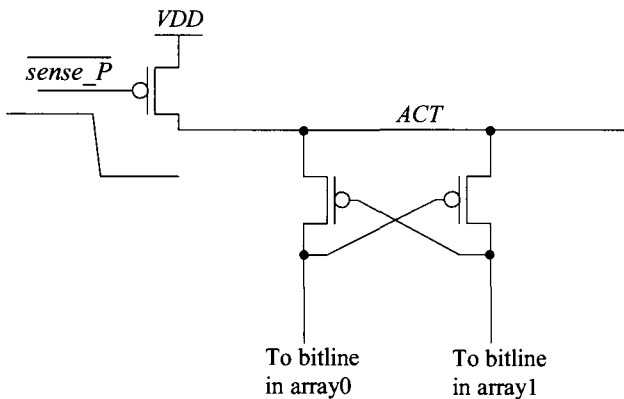 VDD
sense_P
ACT
To bitline
in array0
To bitline
in array1